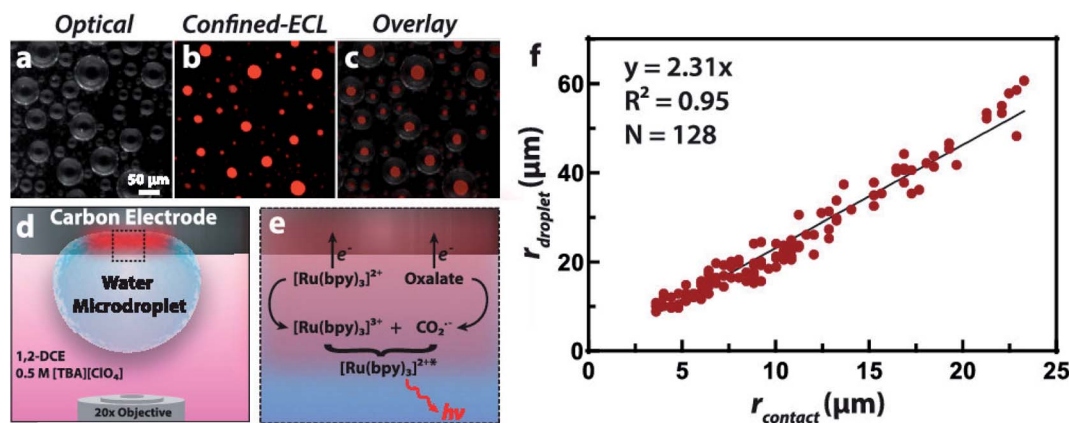 Optical
Confined-ECL
Overlay
a
b
c
50 µm
d
Carbon Electrode
Water
Microdroplet
1,2-DCE
0.5 M [TBA][ClO₄]
20x Objective
e
e⁻ e⁻
[Ru(bpy)₃]²⁺ Oxalate
[Ru(bpy)₃]³⁺ + CO₂•⁻
[Ru(bpy)₃]²⁺*
hv
f
y = 2.31x
R² = 0.95
N = 128
r_droplet (µm)
60
40
20
0
0 5 10 15 20 25
r_contact (µm)